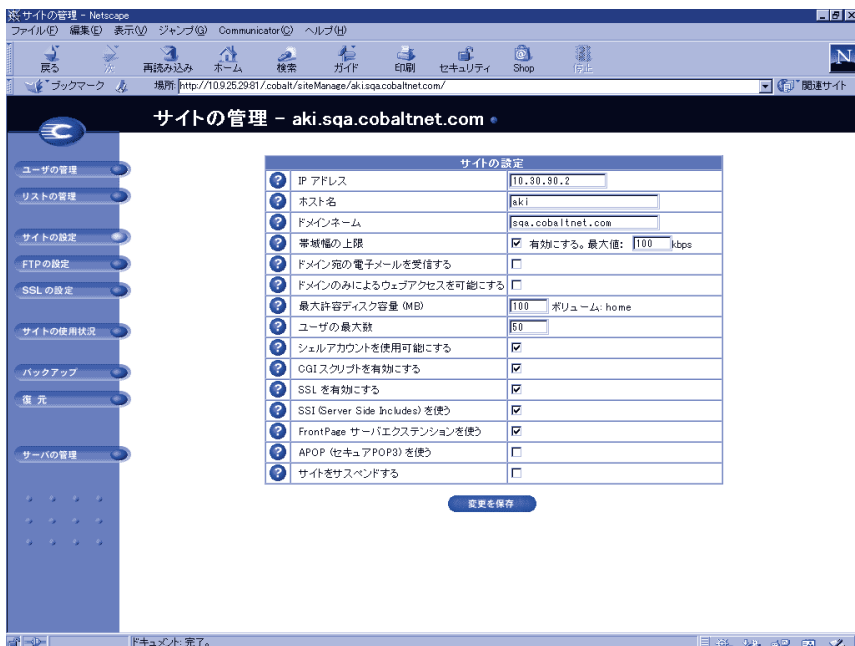 サイトの管理 - Netscape
ファイル(F) 編集(E) 表示(V) ジャンプ(G) Communicator(C) ヘルプ(H)
戻る 次 再読み込み ホーム 検索 ガイド 印刷 セキュリティ Shop 停止
ブックマーク 場所: http://10.9.25.29:81/.cobalt/siteManage/aki.sqa.cobaltnet.com/ 関連サイト
サイトの管理 – aki.sqa.cobaltnet.com
ユーザの管理
リストの管理
サイトの設定
FTPの設定
SSLの設定
サイトの使用状況
バックアップ
復元
サーバの管理
サイトの設定
IP アドレス 10.30.90.2
ホスト名 aki
ドメインネーム sqa.cobaltnet.com
帯域幅の上限 有効にする。最大値: 100 kbps
ドメイン宛の電子メールを受信する
ドメインのみによるウェブアクセスを可能にする
最大許容ディスク容量 (MB) 100 ボリューム: home
ユーザの最大数 50
シェルアカウントを使用可能にする
CGIスクリプトを有効にする
SSL を有効にする
SSI (Server Side Includes) を使う
FrontPage サーバエクステンションを使う
APOP (セキュアPOP3) を使う
サイトをサスペンドする
変更を保存
ドキュメント: 完了。